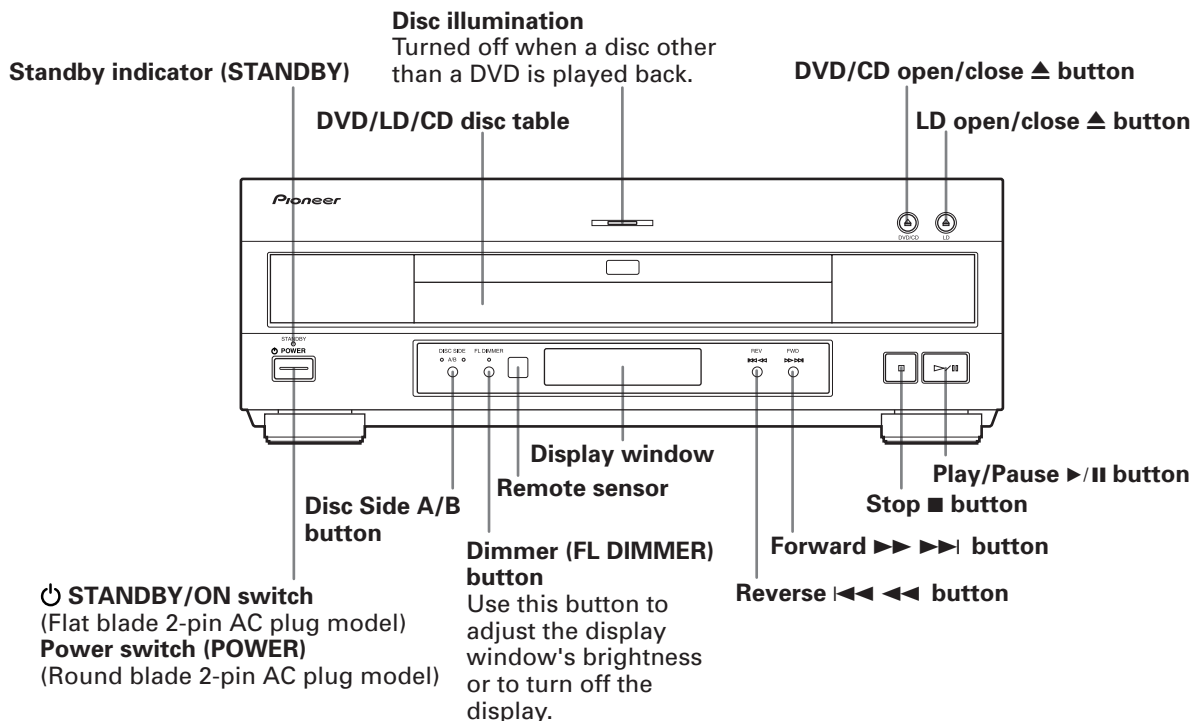 Disc illumination
Turned off when a disc other
than a DVD is played back.
Standby indicator (STANDBY)
DVD/CD open/close ⏏ button
DVD/LD/CD disc table
LD open/close ⏏ button
Pioneer
DVD/CD
LD
STANDBY
⏻ POWER
DISC SIDE
FL DIMMER
A/B
REV
FWD
⏮ ◀◀
▶▶ ⏭
■
▷/II
Display window
Remote sensor
Play/Pause ▶/II button
Stop ■ button
Disc Side A/B
button
Dimmer (FL DIMMER)
button
Use this button to
adjust the display
window's brightness
or to turn off the
display.
Forward ▶▶ ▶▶| button
Reverse |◀◀ ◀◀ button
⏻ STANDBY/ON switch
(Flat blade 2-pin AC plug model)
Power switch (POWER)
(Round blade 2-pin AC plug model)